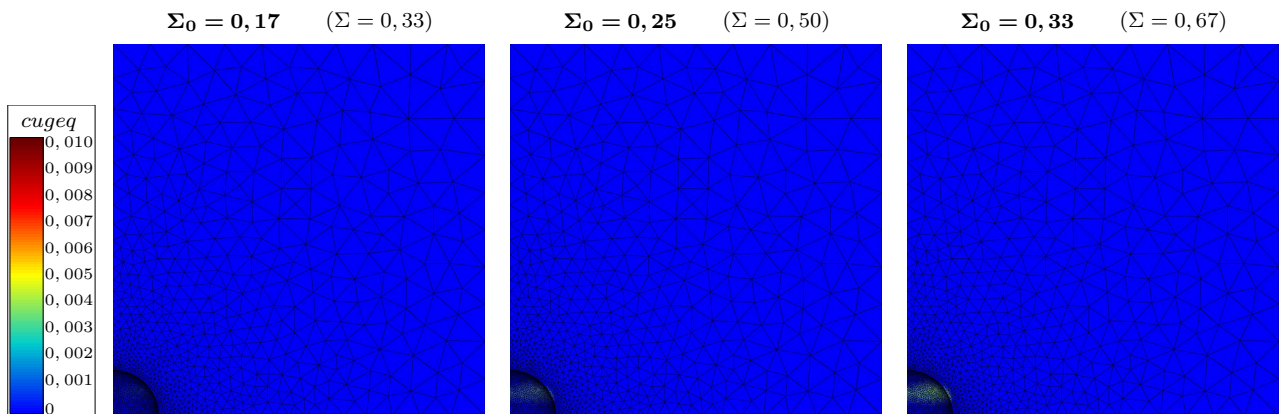 Σ₀ = 0, 17 (Σ = 0, 33)
Σ₀ = 0, 25 (Σ = 0, 50)
Σ₀ = 0, 33 (Σ = 0, 67)
cugeq
0, 010
0, 009
0, 008
0, 007
0, 006
0, 005
0, 004
0, 003
0, 002
0, 001
0